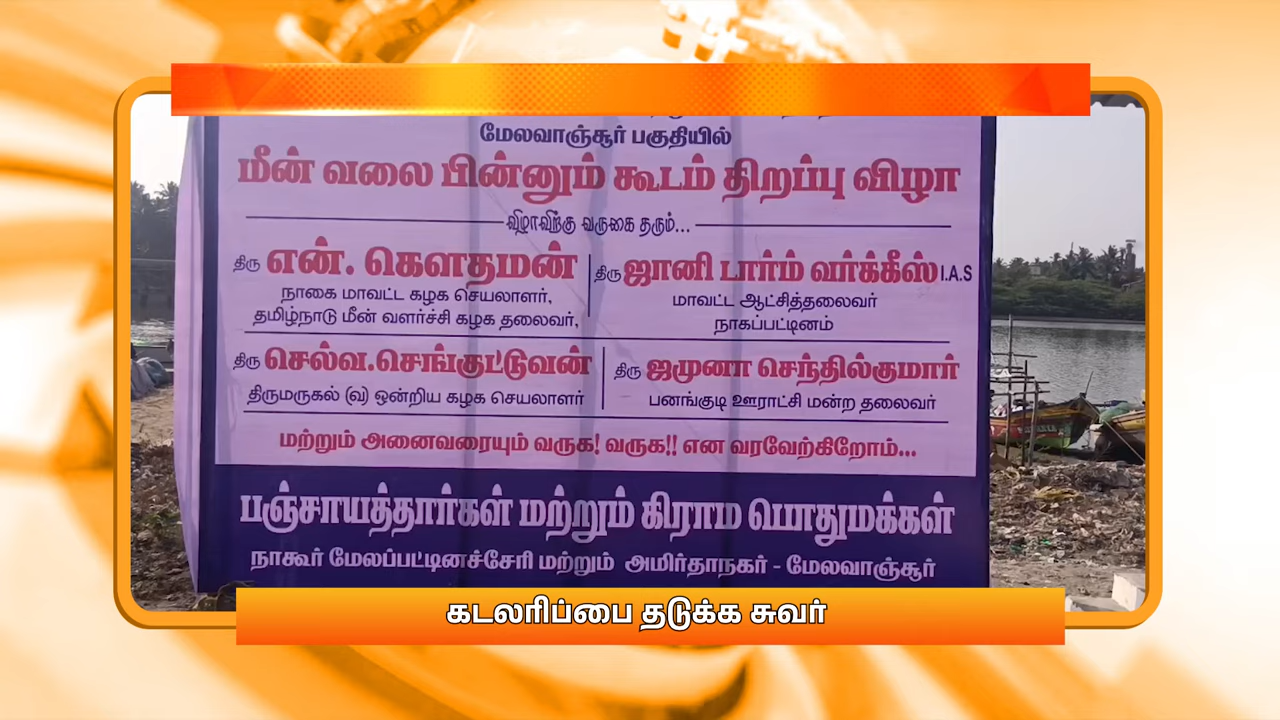 மேலவாஞ்சூர் பகுதியில்
மீன் வலை பின்னும் கூடம் திறப்பு விழா
விழாவிற்கு வருகை தரும்...
திரு என். கௌதமன்
நாகை மாவட்ட கழக செயலாளர்,
தமிழ்நாடு மீன் வளர்ச்சி கழக தலைவர்,
திரு ஜானி டார்ம் வர்க்கீஸ் I.A.S
மாவட்ட ஆட்சித்தலைவர்
நாகப்பட்டினம்
திரு செல்வ.செங்குட்டுவன்
திருமருகல் (வ) ஒன்றிய கழக செயலாளர்
திரு ஜமுனா செந்தில்குமார்
பனங்குடி ஊராட்சி மன்ற தலைவர்
மற்றும் அனைவரையும் வருக! வருக!! என வரவேற்கிறோம்...
பஞ்சாயத்தார்கள் மற்றும் கிராம பொதுமக்கள்
நாகூர் மேலப்பட்டினச்சேரி மற்றும் அமிர்தாநகர் - மேலவாஞ்சூர்
கடலரிப்பை தடுக்க சுவர்